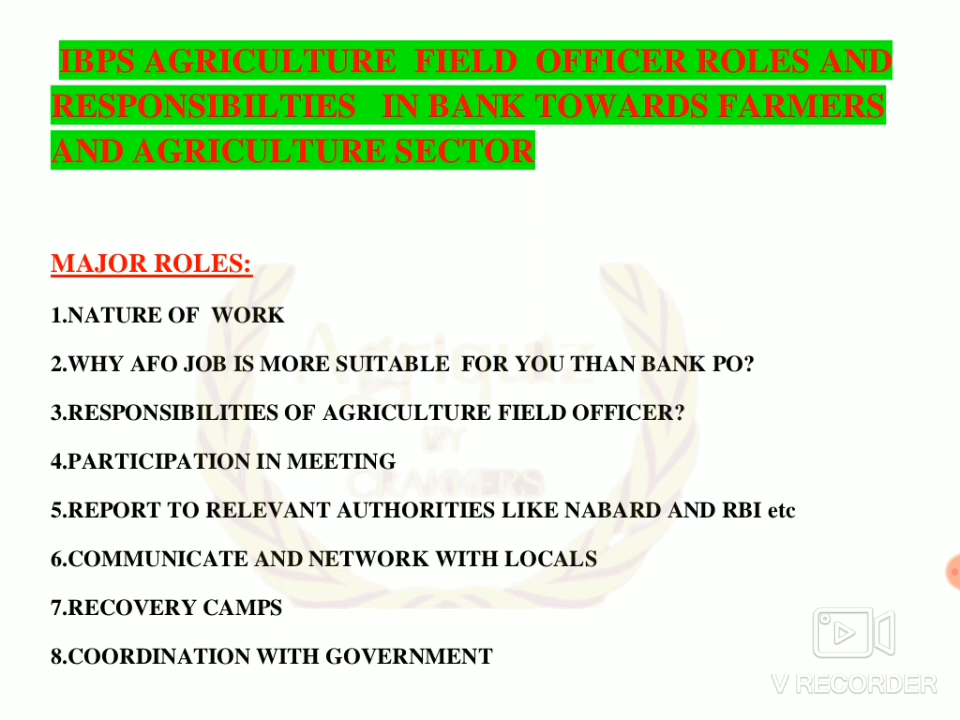 IBPS AGRICULTURE FIELD OFFICER ROLES AND
RESPONSIBILTIES IN BANK TOWARDS FARMERS
AND AGRICULTURE SECTOR
MAJOR ROLES:
1.NATURE OF WORK
Agriquiz
2.WHY AFO JOB IS MORE SUITABLE FOR YOU THAN BANK PO?
3.RESPONSIBILITIES OF AGRICULTURE FIELD OFFICER?
BY
4.PARTICIPATION IN MEETING
CRAKKERS
5.REPORT TO RELEVANT AUTHORITIES LIKE NABARD AND RBI etc
6.COMMUNICATE AND NETWORK WITH LOCALS
7.RECOVERY CAMPS
8.COORDINATION WITH GOVERNMENT
V RECORDER